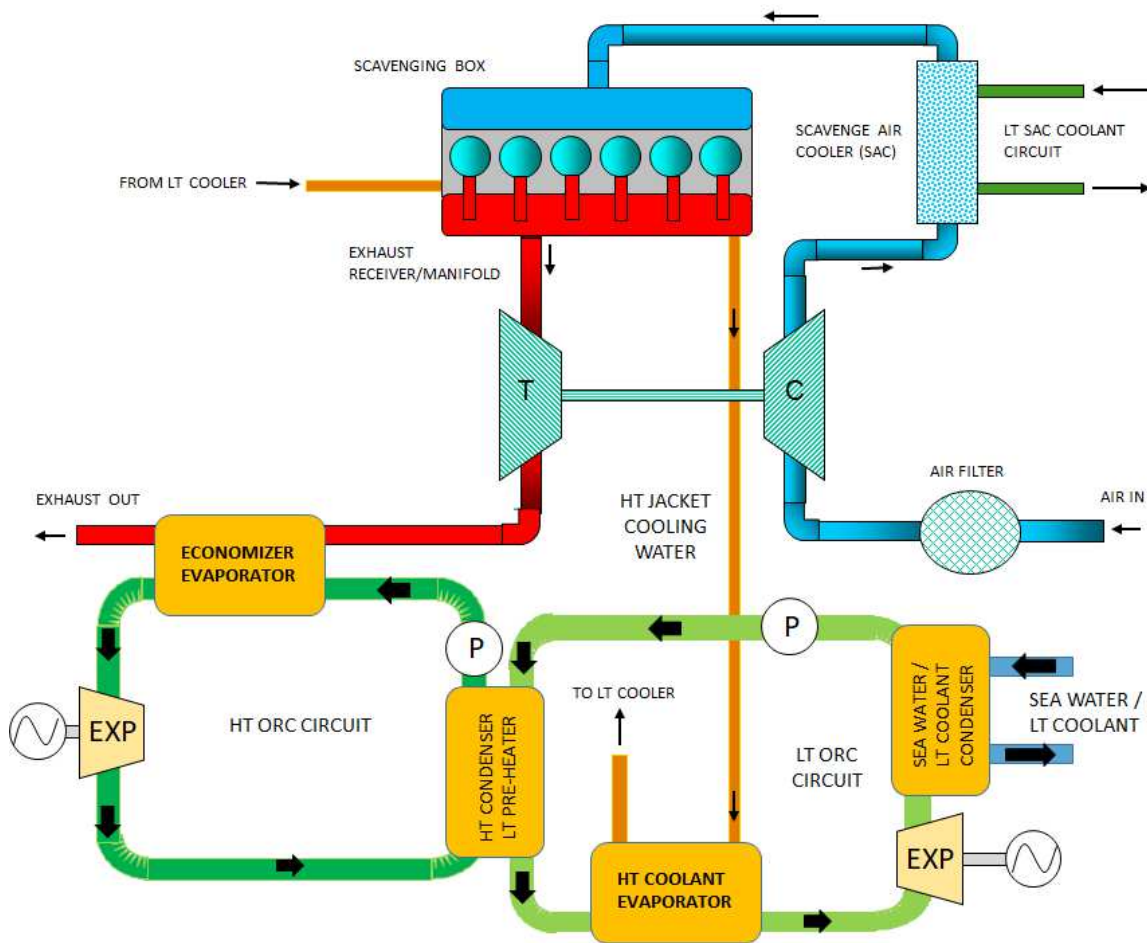 SCAVENGING BOX
SCAVENGE AIR
COOLER (SAC)
LT SAC COOLANT
CIRCUIT
FROM LT COOLER
EXHAUST
RECEIVER/MANIFOLD
T
C
AIR FILTER
AIR IN
EXHAUST OUT
HT JACKET
COOLING
WATER
ECONOMIZER
EVAPORATOR
P
P
EXP
HT ORC CIRCUIT
HT CONDENSER
LT PRE-HEATER
TO LT COOLER
LT ORC
CIRCUIT
SEA WATER /
LT COOLANT
CONDENSER
SEA WATER /
LT COOLANT
HT COOLANT
EVAPORATOR
EXP